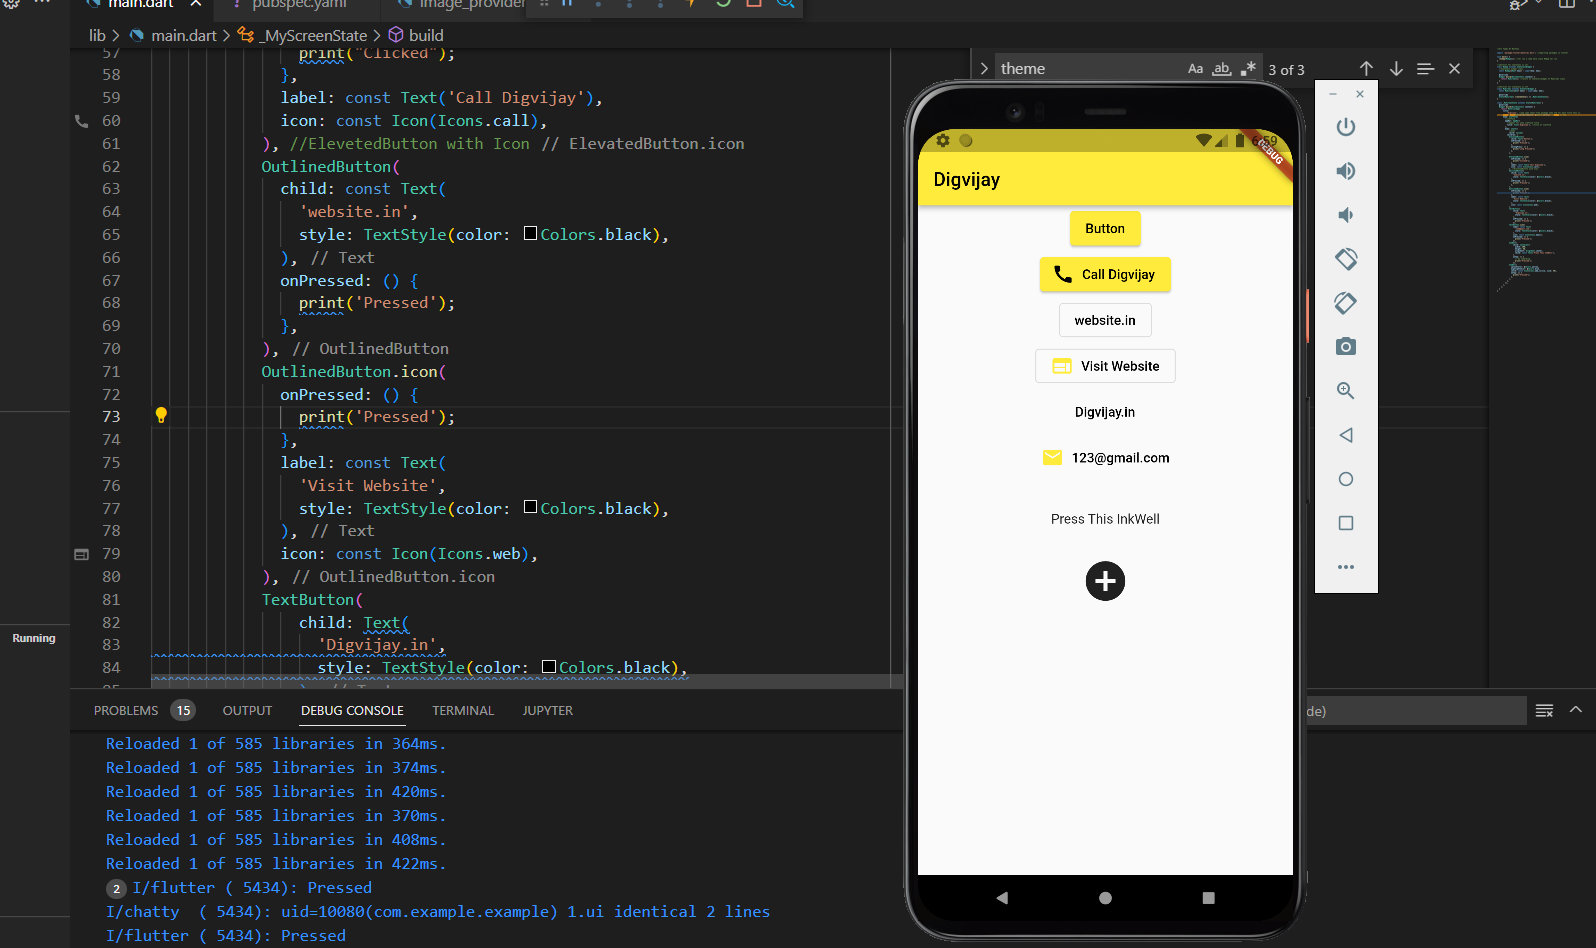 main.dart
pubspec.yaml
image_provider
lib > main.dart > _MyScreenState > build
57 print("Clicked");
58 },
59 label: const Text('Call Digvijay'),
60 icon: const Icon(Icons.call),
61 ), //ElevetedButton with Icon // ElevatedButton.icon
62 OutlinedButton(
63 child: const Text(
64 'website.in',
65 style: TextStyle(color: Colors.black),
66 ), // Text
67 onPressed: () {
68 print('Pressed');
69 },
70 ), // OutlinedButton
71 OutlinedButton.icon(
72 onPressed: () {
73 print('Pressed');
74 },
75 label: const Text(
76 'Visit Website',
77 style: TextStyle(color: Colors.black),
78 ), // Text
79 icon: const Icon(Icons.web),
80 ), // OutlinedButton.icon
81 TextButton(
82 child: Text(
83 'Digvijay.in',
84 style: TextStyle(color: Colors.black),
85 ), // Text
theme
Aa ab .*
3 of 3
6:59
DEBUG
Digvijay
Button
Call Digvijay
website.in
Visit Website
Digvijay.in
123@gmail.com
Press This InkWell
Running
PROBLEMS 15 OUTPUT DEBUG CONSOLE TERMINAL JUPYTER
de)
Reloaded 1 of 585 libraries in 364ms.
Reloaded 1 of 585 libraries in 374ms.
Reloaded 1 of 585 libraries in 420ms.
Reloaded 1 of 585 libraries in 370ms.
Reloaded 1 of 585 libraries in 408ms.
Reloaded 1 of 585 libraries in 422ms.
2 I/flutter ( 5434): Pressed
I/chatty ( 5434): uid=10080(com.example.example) 1.ui identical 2 lines
I/flutter ( 5434): Pressed